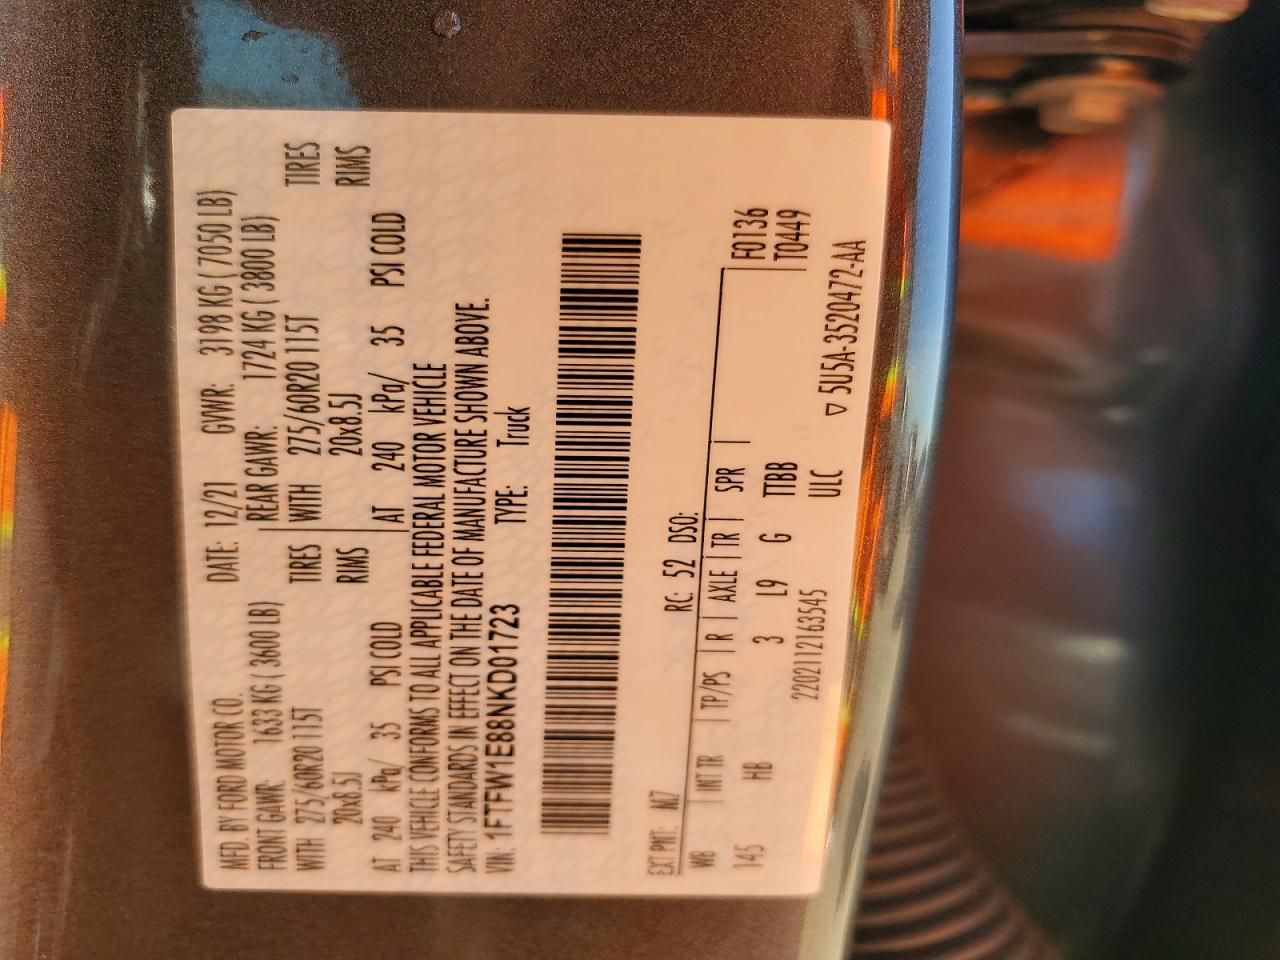 MFD. BY FORD MOTOR CO. DATE: 12/21 GVWR: 3198 KG ( 7050 LB)
FRONT GAWR: 1633 KG ( 3600 LB) REAR GAWR: 1724 KG ( 3800 LB)
WITH 275/60R20 115T TIRES WITH 275/60R20 115T TIRES
20x8.5J RIMS 20x8.5J RIMS
AT 240 kPa/ 35 PSI COLD AT 240 kPa/ 35 PSI COLD
THIS VEHICLE CONFORMS TO ALL APPLICABLE FEDERAL MOTOR VEHICLE
SAFETY STANDARDS IN EFFECT ON THE DATE OF MANUFACTURE SHOWN ABOVE.
VIN: 1FTFW1E88NKD01723 TYPE: Truck
EXT PNT: M7 RC: 52 DSO:
WB | INT TR | TP/PS | R | AXLE | TR | SPR | F0136
145 HB 3 L9 G TTBB T0449
2202112163545 ULC
▽ 5U5A-3520472-AA